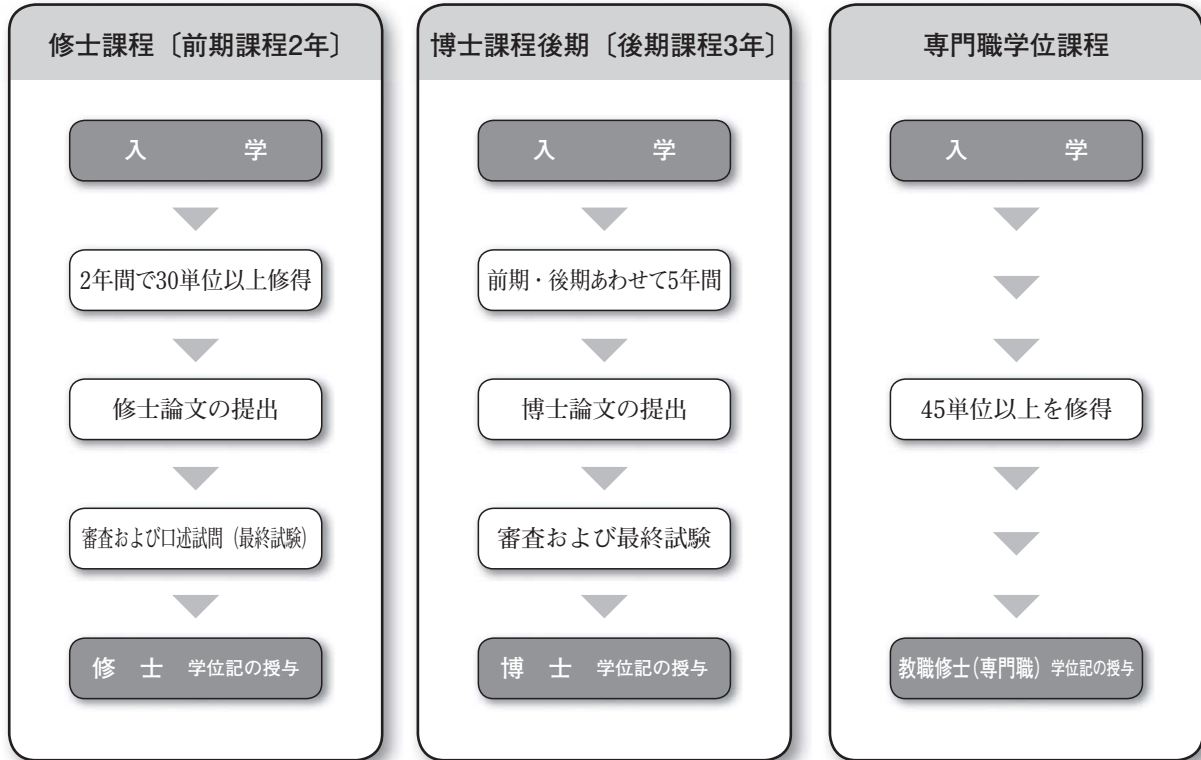 修士課程〔前期課程2年〕
入　学
2年間で30単位以上修得
修士論文の提出
審査および口述試問（最終試験）
修　士　学位記の授与
博士課程後期〔後期課程3年〕
入　学
前期・後期あわせて5年間
博士論文の提出
審査および最終試験
博　士　学位記の授与
専門職学位課程
入　学
45単位以上を修得
教職修士（専門職）学位記の授与